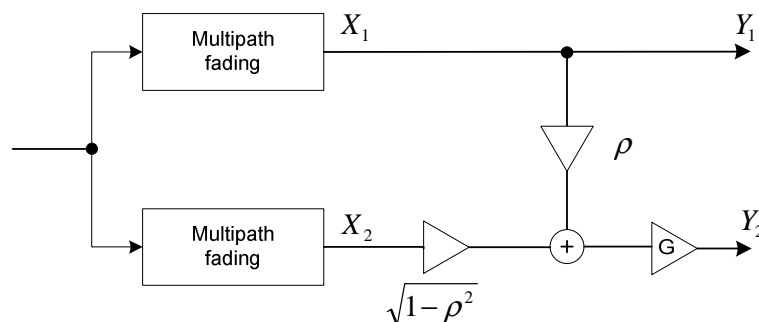 Multipath
fading
X₁
Y₁
ρ
Multipath
fading
X₂
√1 − ρ²
+
G
Y₂